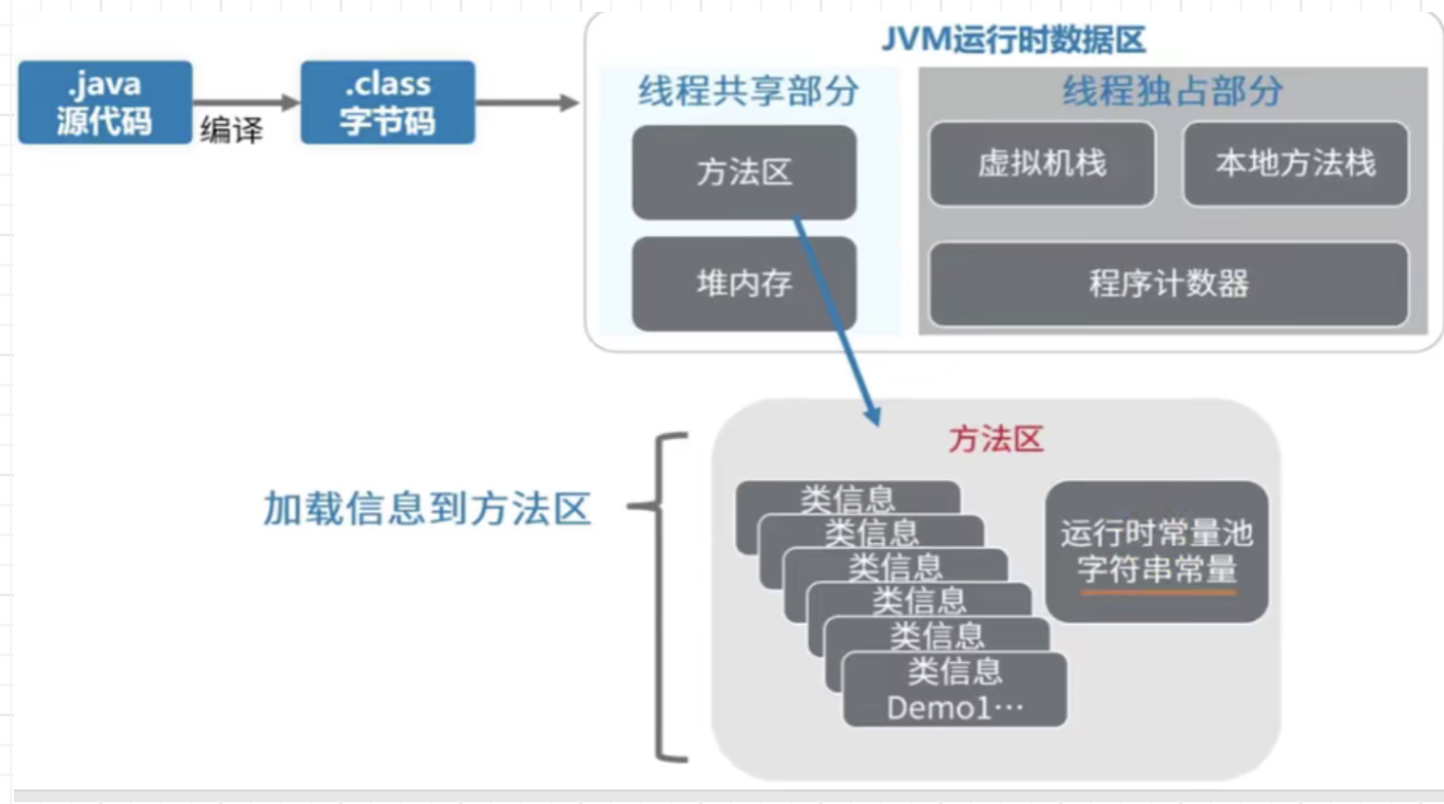 .java
源代码
编译
.class
字节码
JVM运行时数据区
线程共享部分
方法区
堆内存
线程独占部分
虚拟机栈
本地方法栈
程序计数器
加载信息到方法区
方法区
类信息
类信息
类信息
类信息
类信息
类信息
Demo1…
运行时常量池
字符串常量